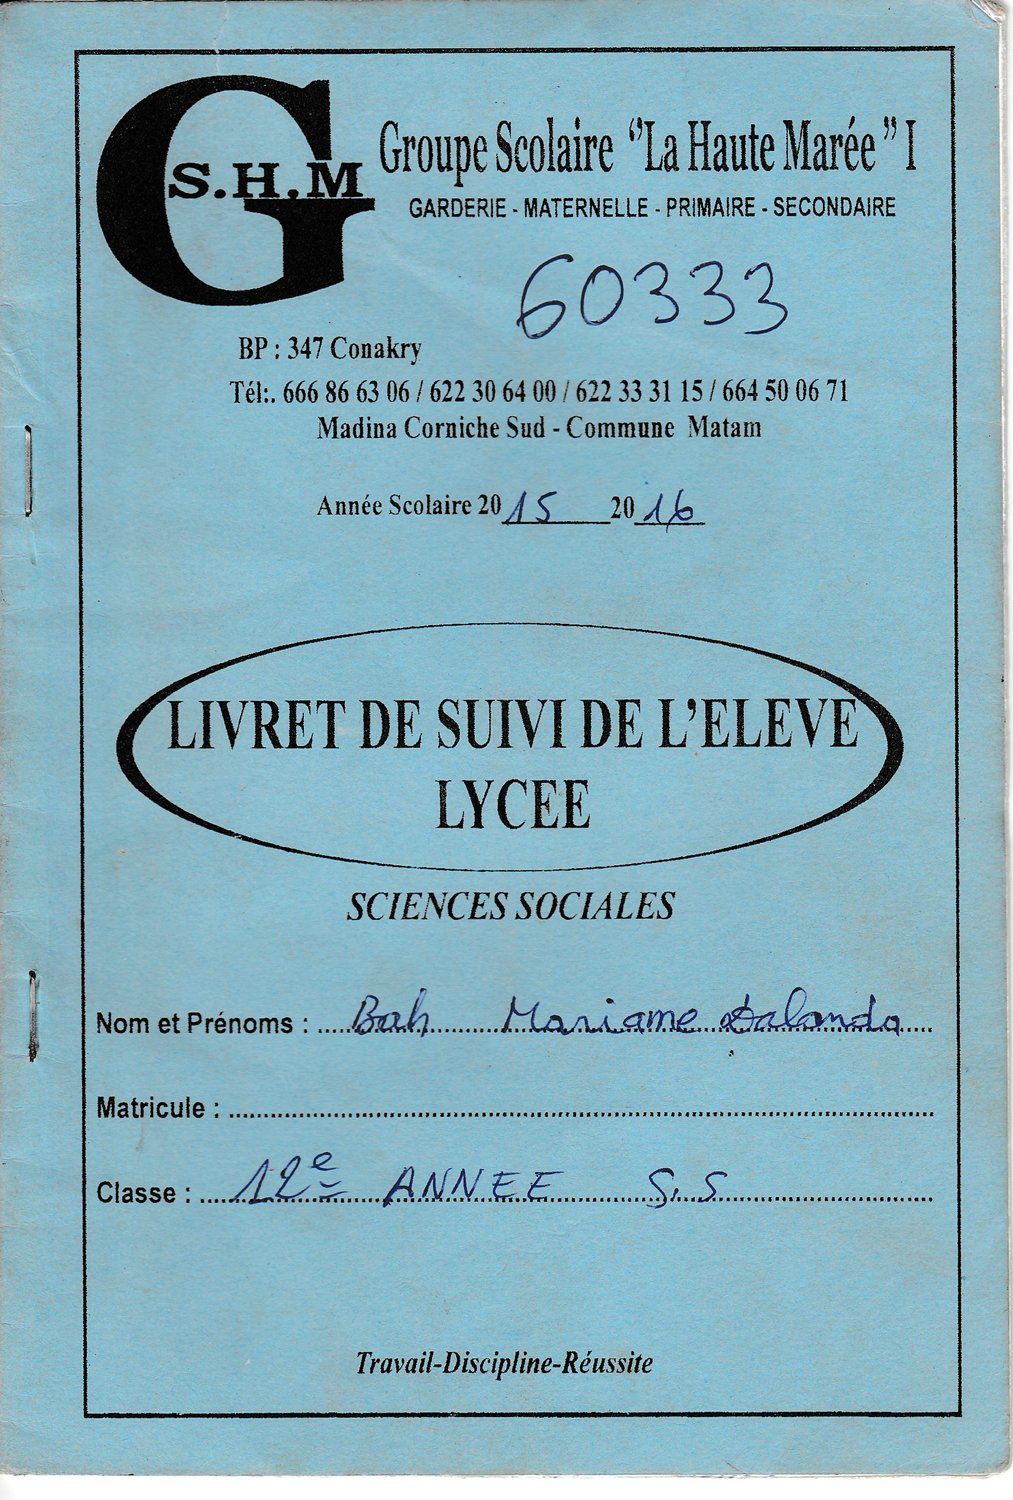 G
S.H.M
Groupe Scolaire "La Haute Marée" I
GARDERIE - MATERNELLE - PRIMAIRE - SECONDAIRE
60333
BP : 347 Conakry
Tél:. 666 86 63 06 / 622 30 64 00 / 622 33 31 15 / 664 50 06 71
Madina Corniche Sud - Commune Matam
Année Scolaire 2015 2016
LIVRET DE SUIVI DE L'ELEVE
LYCEE
SCIENCES SOCIALES
Nom et Prénoms : Bah Mariame Dalanda
Matricule :
Classe : 12e ANNEE S.S
Travail-Discipline-Réussite